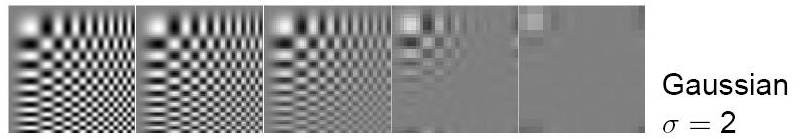 Gaussian
σ = 2